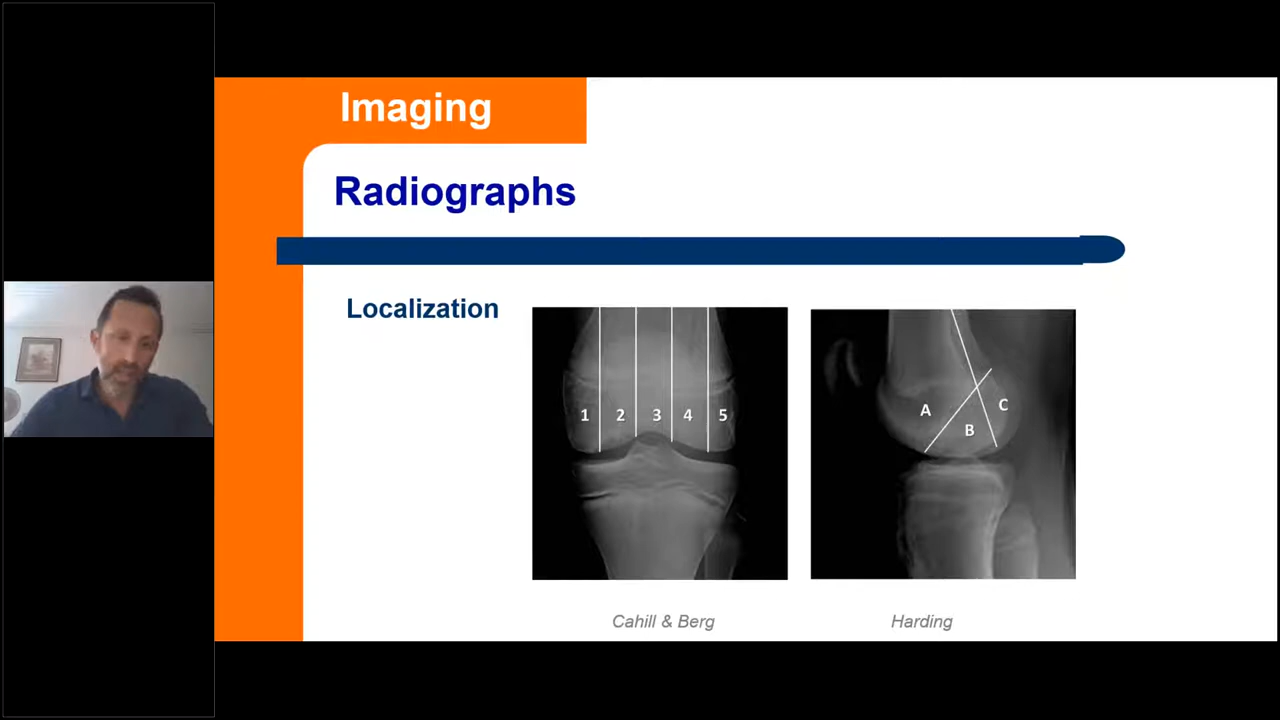 Imaging
Radiographs
Localization
1 2 3 4 5
A
B
C
Cahill & Berg
Harding